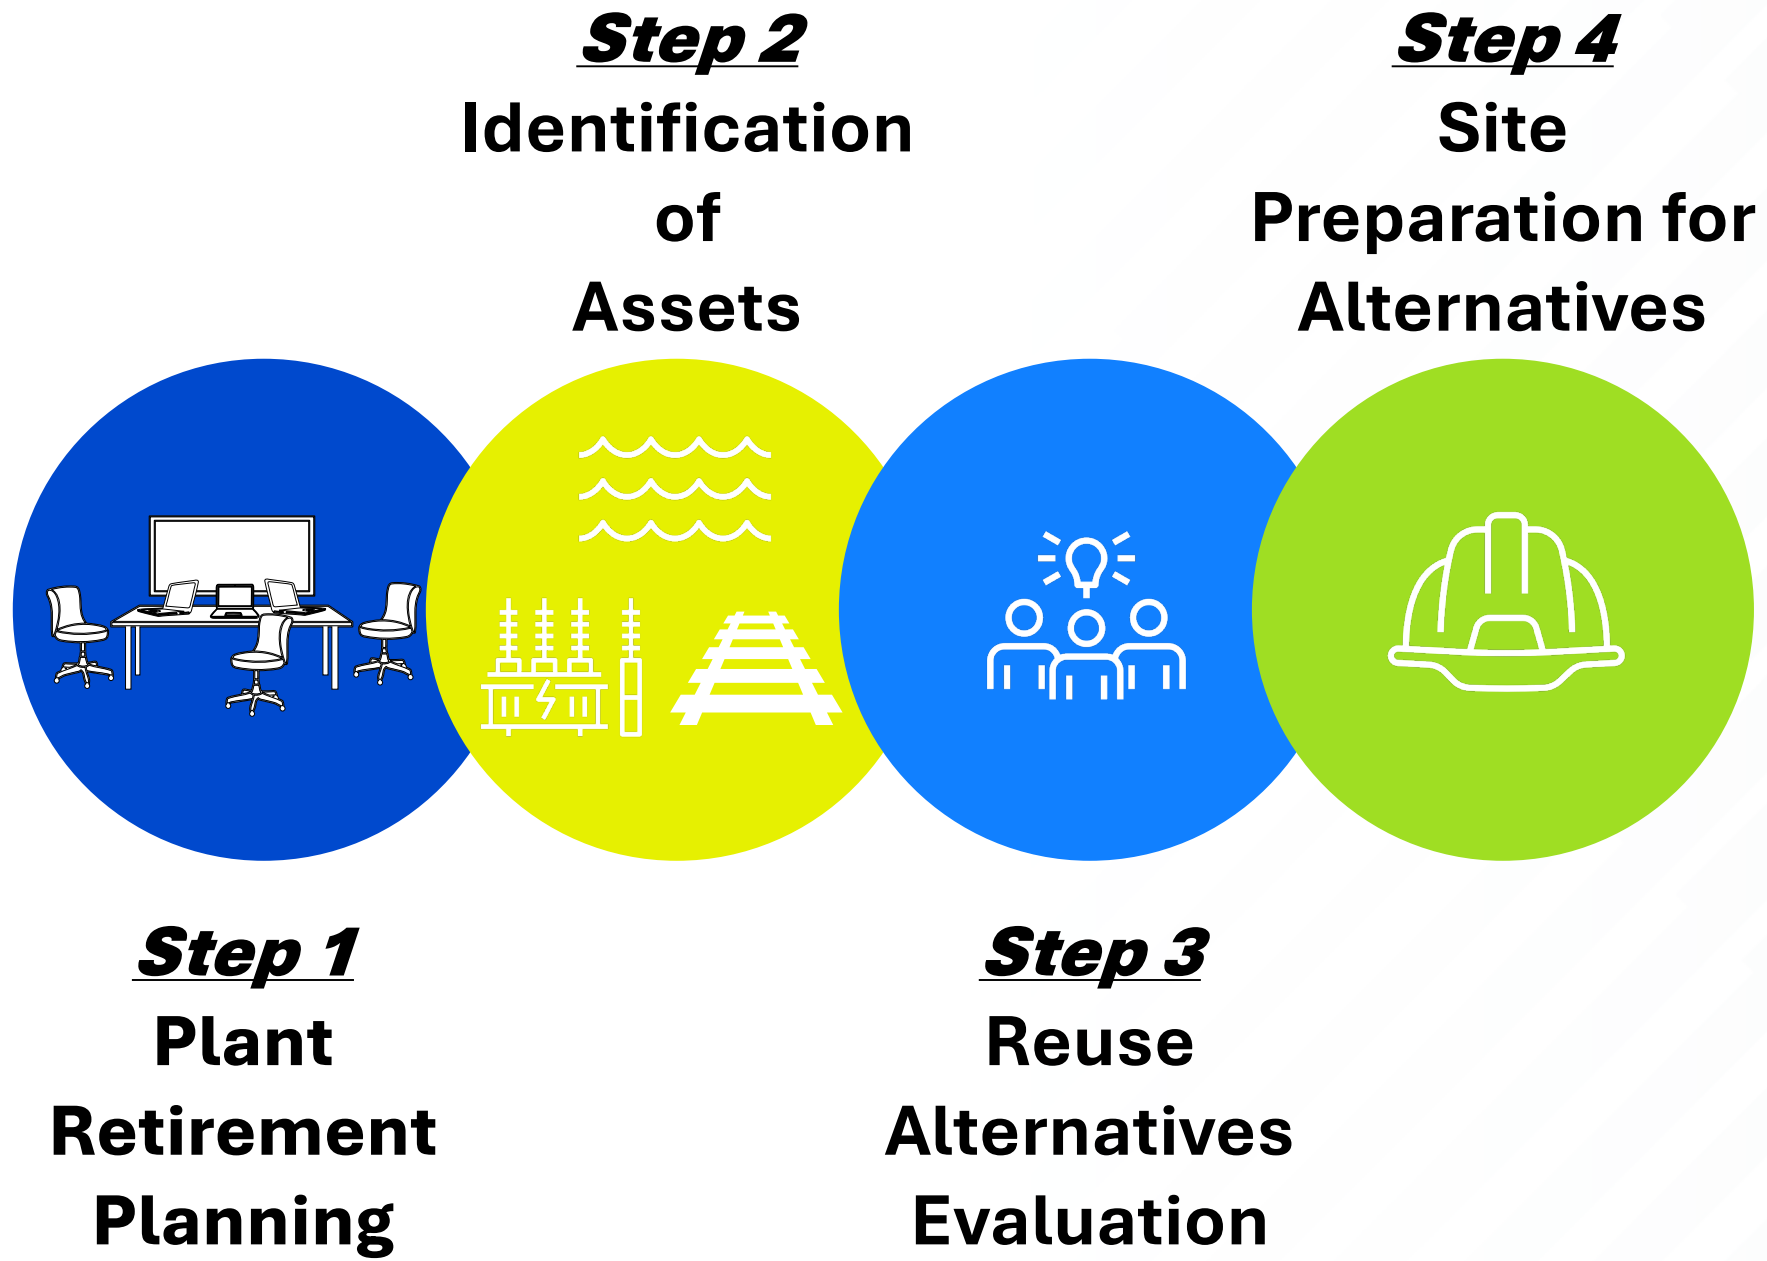 Step 1
Plant
Retirement
Planning
Step 2
Identification
of
Assets
Step 3
Reuse
Alternatives
Evaluation
Step 4
Site
Preparation for
Alternatives